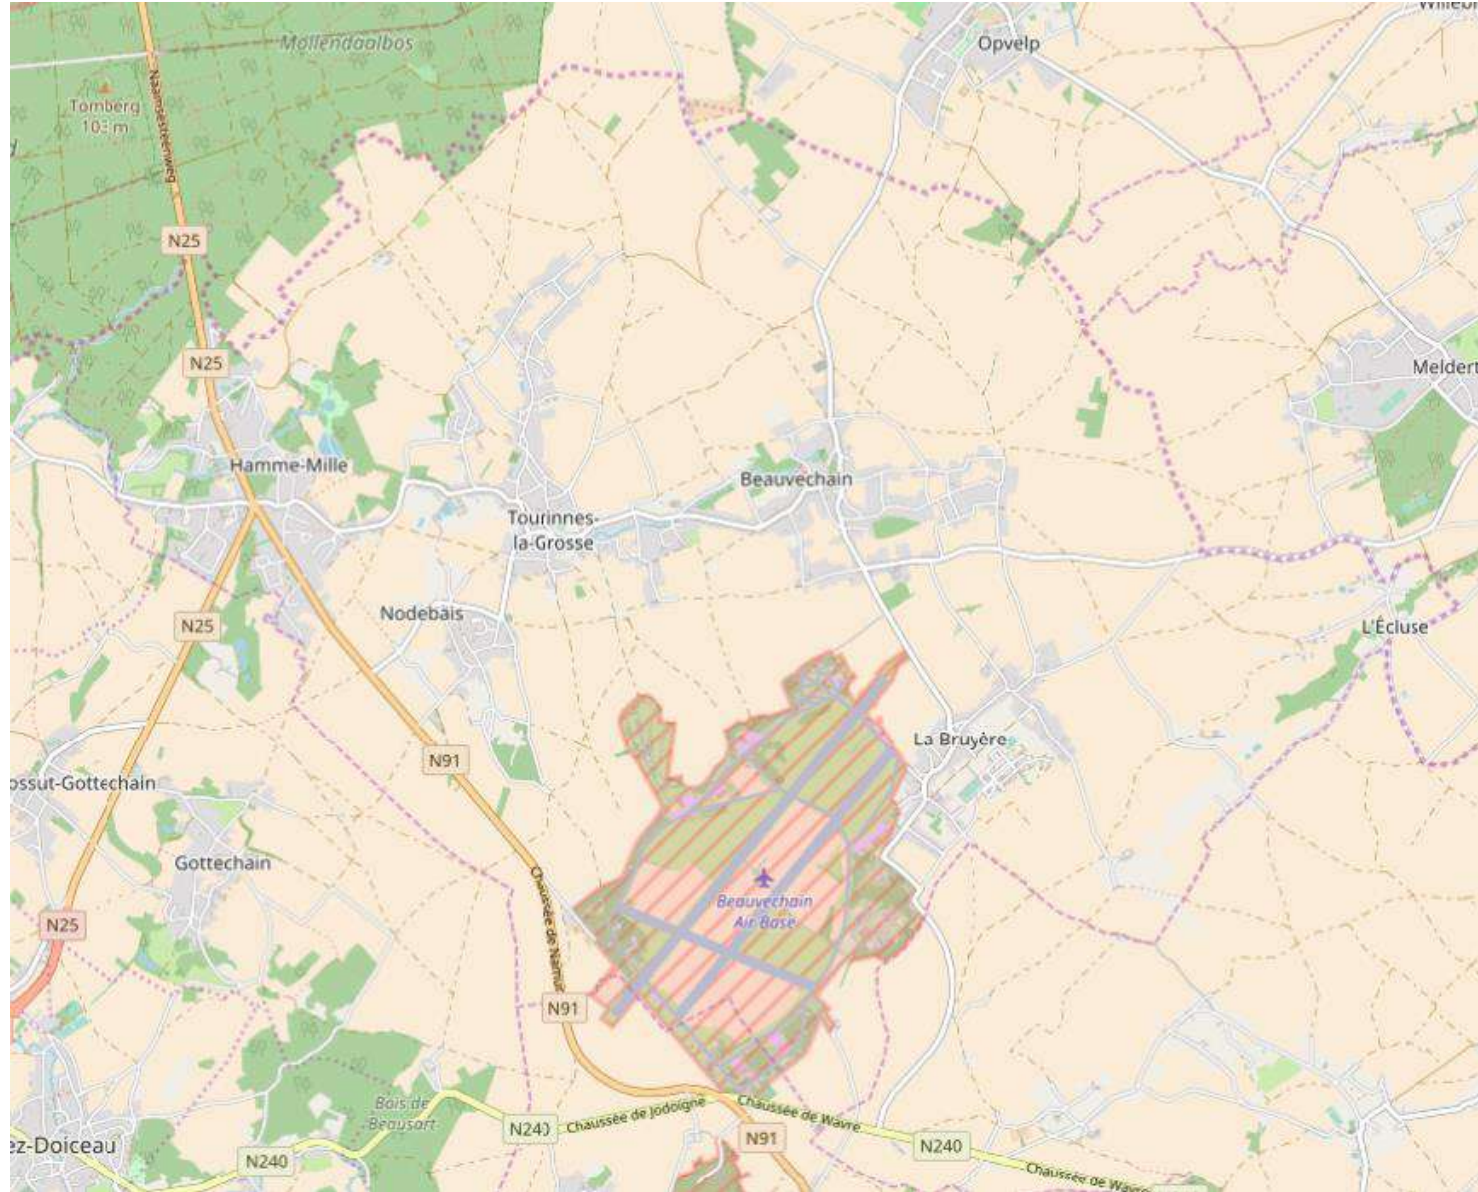 Mollendaalbos
Opvelp
Tomberg
Naamsesteenweg
N25
N25
Meldert
Hamme-Mille
Beauvechain
Tourinnes-
la-Grosse
Nodebais
N25
L'Écluse
La Bruyère
N91
ossut-Gottechain
Gottechain
Chaussée de Namur
Beauvechain
Air Base
N25
N91
Bois de
Beausart
Chaussée de Jodoigne
Chaussée de Wavre
N240
N91
N240
ez-Doiceau
N240
Chaussée de Wavre